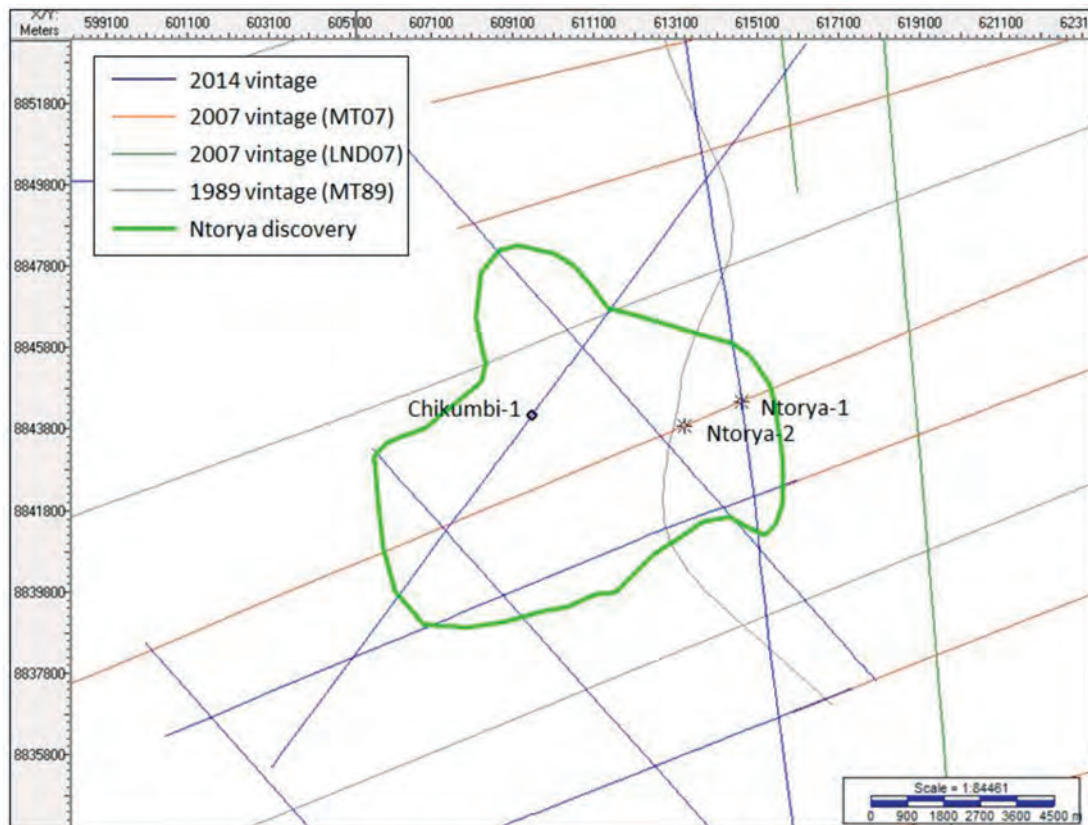 X/Y:
Meters
599100 601100 603100 605100 607100 609100 611100 613100 615100 617100 619100 621100 623
8851800
8849800
8847800
8845800
8843800
8841800
8839800
8837800
8835800
2014 vintage
2007 vintage (MT07)
2007 vintage (LND07)
1989 vintage (MT89)
Ntorya discovery
Chikumbi-1
Ntorya-1
Ntorya-2
Scale = 1:84461
0 900 1800 2700 3600 4500 m